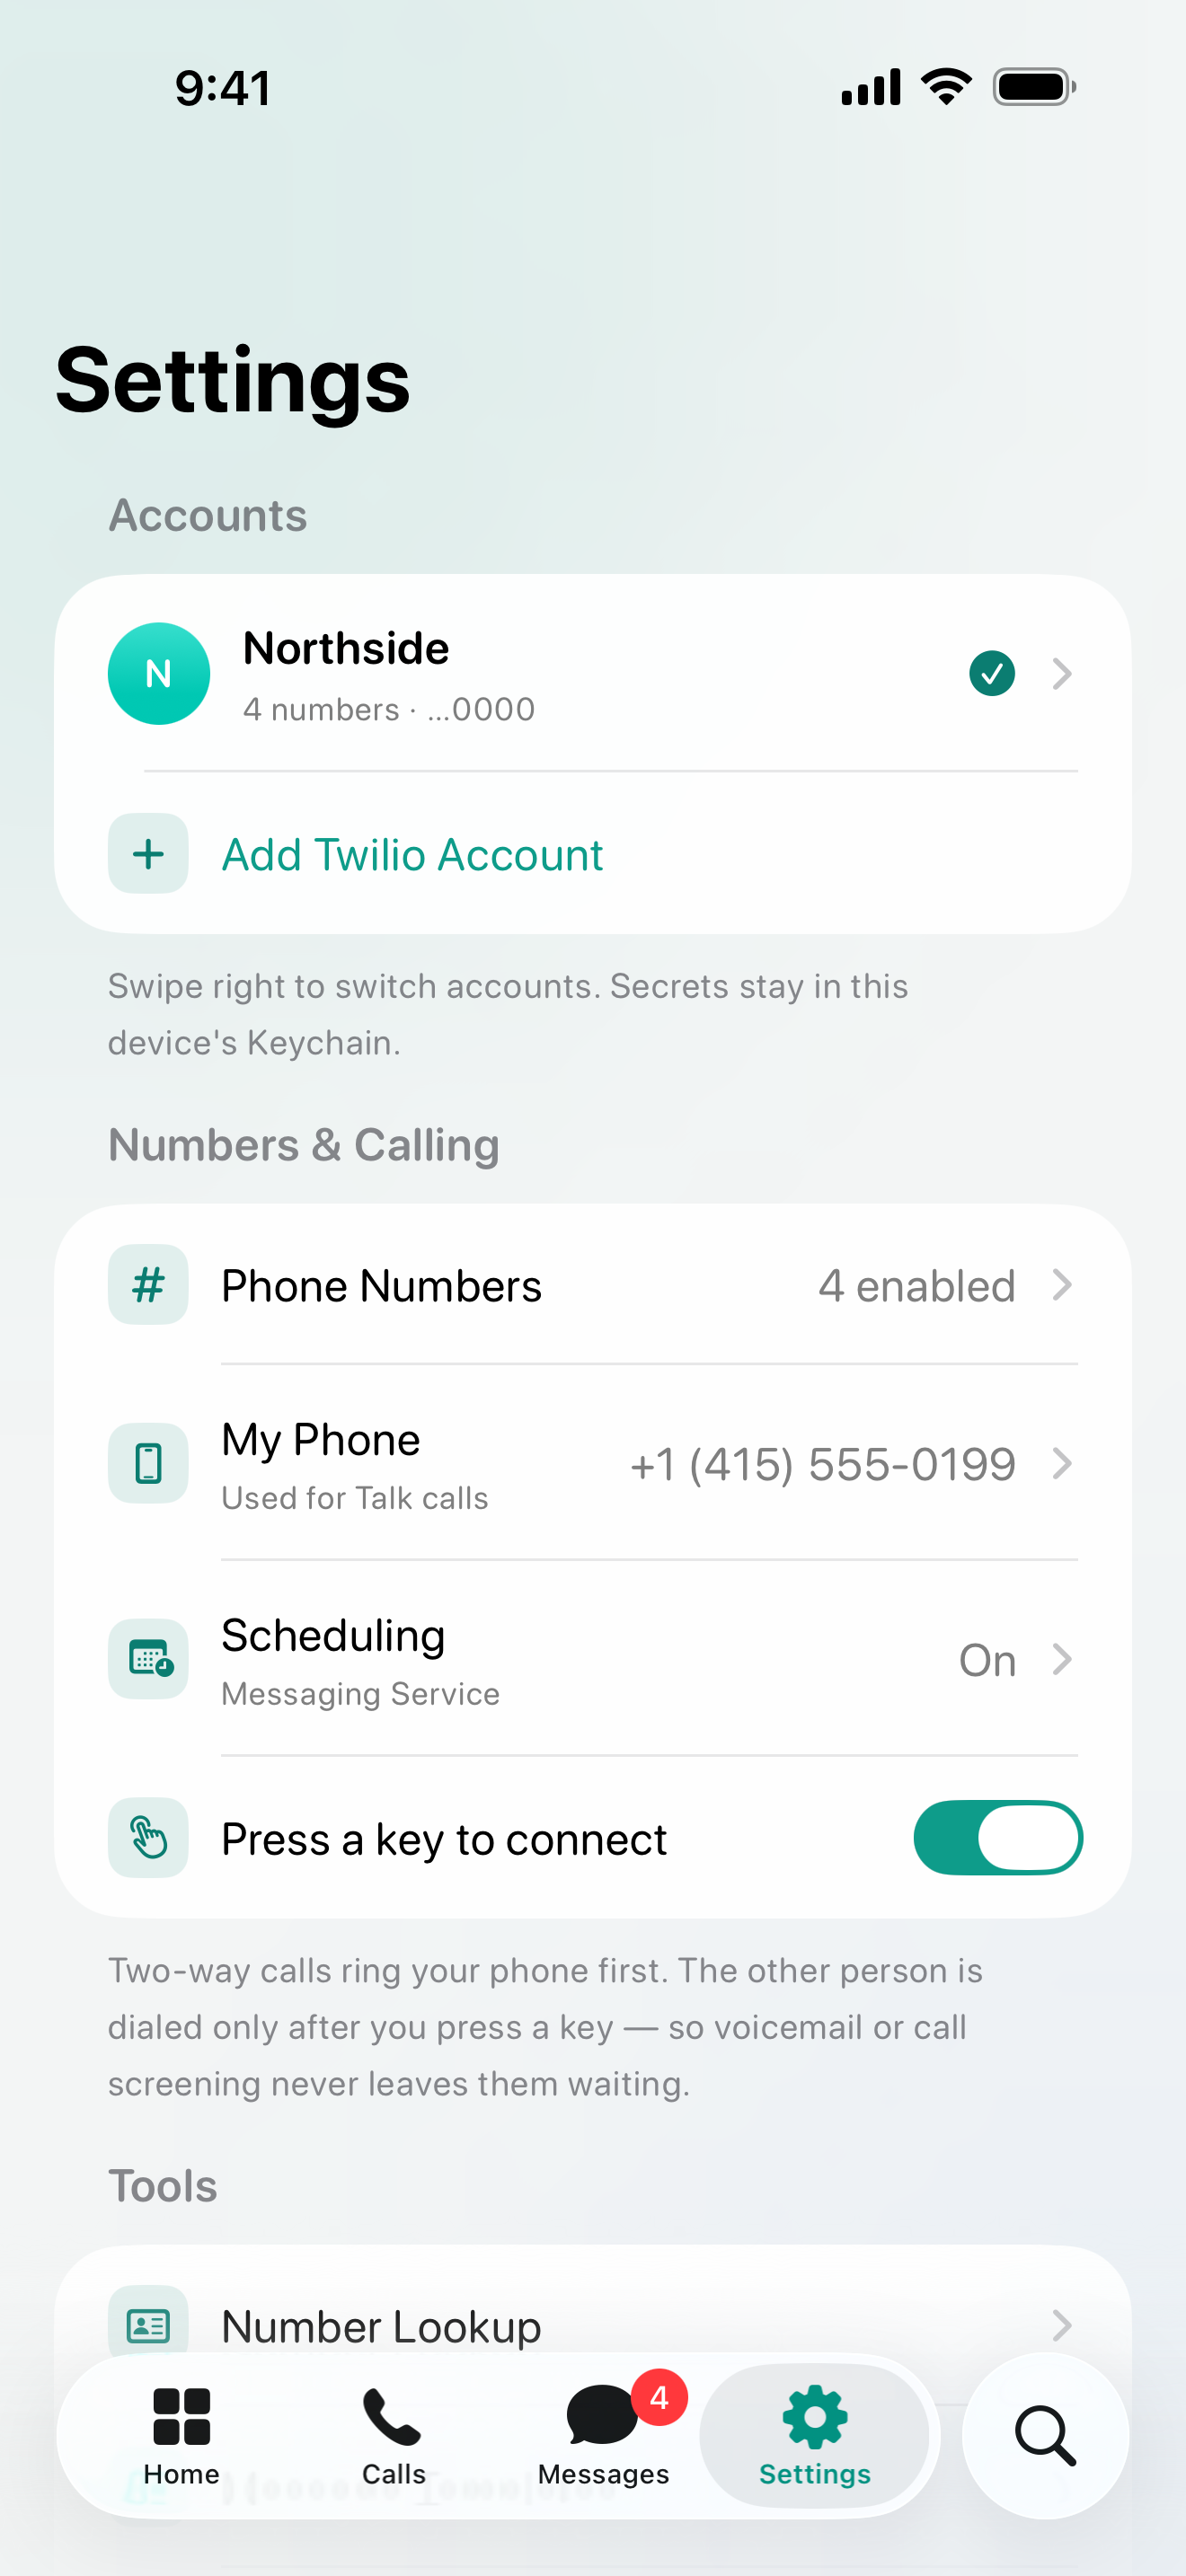 9:41
Settings
Accounts
N
Northside
4 numbers · ...0000
Add Twilio Account
Swipe right to switch accounts. Secrets stay in this
device's Keychain.
Numbers & Calling
Phone Numbers
4 enabled
My Phone
Used for Talk calls
+1 (415) 555-0199
Scheduling
Messaging Service
On
Press a key to connect
Two-way calls ring your phone first. The other person is
dialed only after you press a key — so voicemail or call
screening never leaves them waiting.
Tools
Number Lookup
4
Home
Calls
Messages
Settings